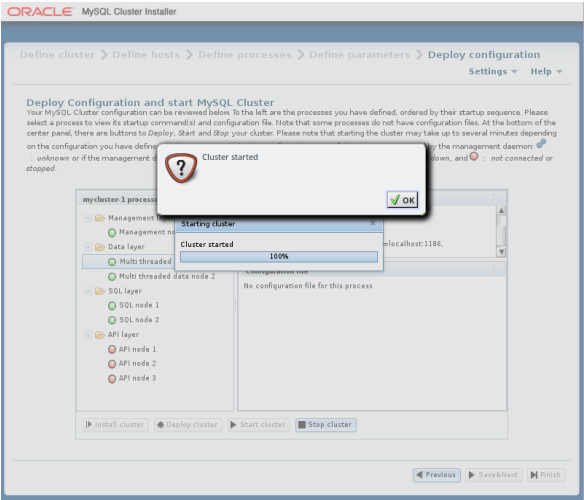 ORACLE MySQL Cluster Installer
Define cluster > Define hosts > Define processes > Define parameters > Deploy configuration
Settings Help
Deploy Configuration and start MySQL Cluster
Your MySQL Cluster configuration can be reviewed below. To the left are the processes you have defined, ordered by their startup sequence. Please
select a process to view its startup command(s) and configuration file. Note that some processes do not have configuration files. At the bottom of the
center panel, there are buttons to Deploy, Start and Stop your cluster. Please note that starting the cluster may take up to several minutes depending
on the configuration you have define by the management daemon:
: unknown or if the management d down, and : not connected or
stopped.
Cluster started
OK
mycluster-1 process
Management l
Management no
Data layer
Multi threaded
Multi threaded data node 2
SQL layer
SQL node 1
SQL node 2
API layer
API node 1
API node 2
API node 3
Starting cluster X
Cluster started
100%
=localhost:1186,
Configuration file
No configuration file for this process
Install cluster Deploy cluster Start cluster Stop cluster
Previous Save&Next Finish